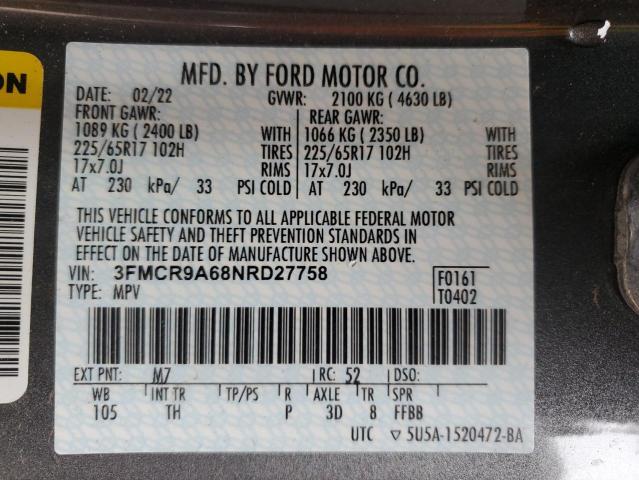 ON
MFD. BY FORD MOTOR CO.
DATE: 02/22 GVWR: 2100 KG ( 4630 LB)
FRONT GAWR: REAR GAWR:
1089 KG ( 2400 LB) WITH 1066 KG ( 2350 LB) WITH
225/65R17 102H TIRES 225/65R17 102H TIRES
17x7.0J RIMS 17x7.0J RIMS
AT 230 kPa/ 33 PSI COLD AT 230 kPa/ 33 PSI COLD
THIS VEHICLE CONFORMS TO ALL APPLICABLE FEDERAL MOTOR
VEHICLE SAFETY AND THEFT PREVENTION STANDARDS IN
EFFECT ON THE DATE OF MANUFACTURE SHOWN ABOVE.
VIN: 3FMCR9A68NRD27758 F0161
TYPE: MPV T0402
EXT PNT: M7 RC: 52 DSO:
WB INT TR TP/PS R AXLE TR SPR
105 TH P 3D 8 FFBB
UTC ▽ 5U5A-1520472-BA